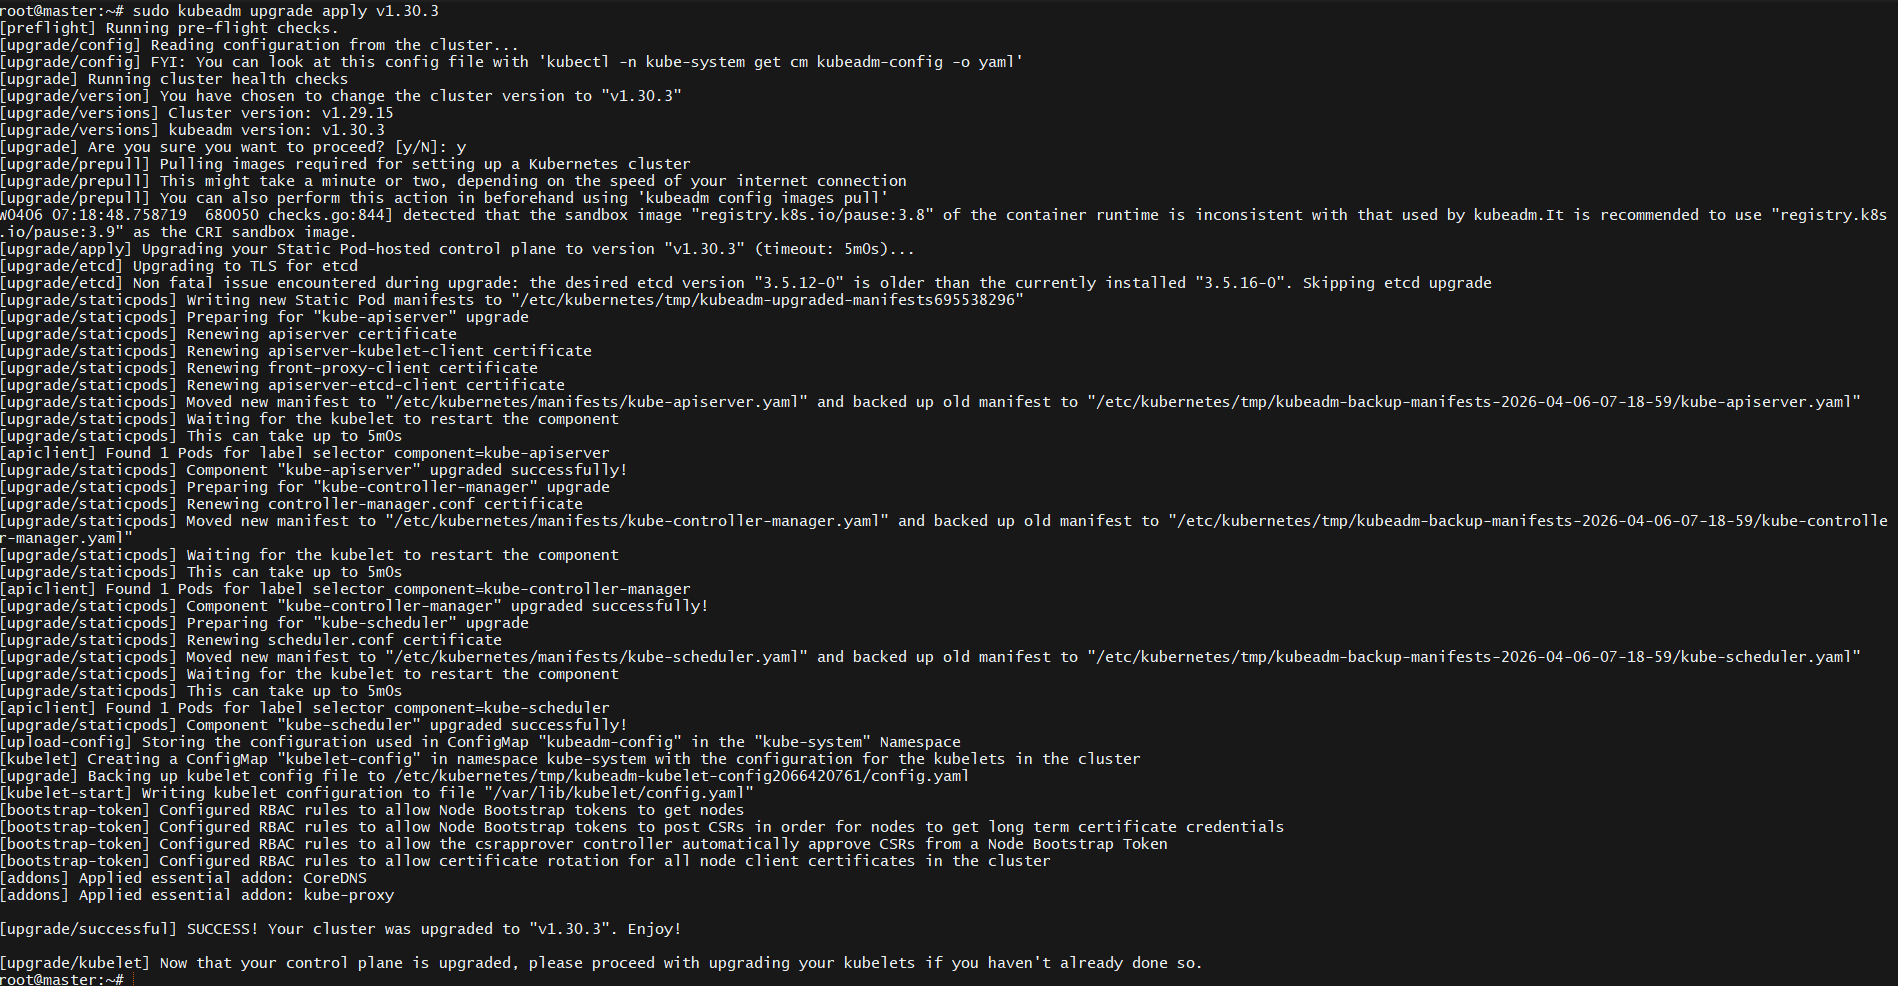 root@master:~# sudo kubeadm upgrade apply v1.30.3
[preflight] Running pre-flight checks.
[upgrade/config] Reading configuration from the cluster...
[upgrade/config] FYI: You can look at this config file with 'kubectl -n kube-system get cm kubeadm-config -o yaml'
[upgrade] Running cluster health checks
[upgrade/version] You have chosen to change the cluster version to "v1.30.3"
[upgrade/versions] Cluster version: v1.29.15
[upgrade/versions] kubeadm version: v1.30.3
[upgrade] Are you sure you want to proceed? [y/N]: y
[upgrade/prepull] Pulling images required for setting up a Kubernetes cluster
[upgrade/prepull] This might take a minute or two, depending on the speed of your internet connection
[upgrade/prepull] You can also perform this action in beforehand using 'kubeadm config images pull'
W0406 07:18:48.758719  680050 checks.go:844] detected that the sandbox image "registry.k8s.io/pause:3.8" of the container runtime is inconsistent with that used by kubeadm.It is recommended to use "registry.k8s
.io/pause:3.9" as the CRI sandbox image.
[upgrade/apply] Upgrading your Static Pod-hosted control plane to version "v1.30.3" (timeout: 5m0s)...
[upgrade/etcd] Upgrading to TLS for etcd
[upgrade/etcd] Non fatal issue encountered during upgrade: the desired etcd version "3.5.12-0" is older than the currently installed "3.5.16-0". Skipping etcd upgrade
[upgrade/staticpods] Writing new Static Pod manifests to "/etc/kubernetes/tmp/kubeadm-upgraded-manifests695538296"
[upgrade/staticpods] Preparing for "kube-apiserver" upgrade
[upgrade/staticpods] Renewing apiserver certificate
[upgrade/staticpods] Renewing apiserver-kubelet-client certificate
[upgrade/staticpods] Renewing front-proxy-client certificate
[upgrade/staticpods] Renewing apiserver-etcd-client certificate
[upgrade/staticpods] Moved new manifest to "/etc/kubernetes/manifests/kube-apiserver.yaml" and backed up old manifest to "/etc/kubernetes/tmp/kubeadm-backup-manifests-2026-04-06-07-18-59/kube-apiserver.yaml"
[upgrade/staticpods] Waiting for the kubelet to restart the component
[upgrade/staticpods] This can take up to 5m0s
[apiclient] Found 1 Pods for label selector component=kube-apiserver
[upgrade/staticpods] Component "kube-apiserver" upgraded successfully!
[upgrade/staticpods] Preparing for "kube-controller-manager" upgrade
[upgrade/staticpods] Renewing controller-manager.conf certificate
[upgrade/staticpods] Moved new manifest to "/etc/kubernetes/manifests/kube-controller-manager.yaml" and backed up old manifest to "/etc/kubernetes/tmp/kubeadm-backup-manifests-2026-04-06-07-18-59/kube-controlle
r-manager.yaml"
[upgrade/staticpods] Waiting for the kubelet to restart the component
[upgrade/staticpods] This can take up to 5m0s
[apiclient] Found 1 Pods for label selector component=kube-controller-manager
[upgrade/staticpods] Component "kube-controller-manager" upgraded successfully!
[upgrade/staticpods] Preparing for "kube-scheduler" upgrade
[upgrade/staticpods] Renewing scheduler.conf certificate
[upgrade/staticpods] Moved new manifest to "/etc/kubernetes/manifests/kube-scheduler.yaml" and backed up old manifest to "/etc/kubernetes/tmp/kubeadm-backup-manifests-2026-04-06-07-18-59/kube-scheduler.yaml"
[upgrade/staticpods] Waiting for the kubelet to restart the component
[upgrade/staticpods] This can take up to 5m0s
[apiclient] Found 1 Pods for label selector component=kube-scheduler
[upgrade/staticpods] Component "kube-scheduler" upgraded successfully!
[upload-config] Storing the configuration used in ConfigMap "kubeadm-config" in the "kube-system" Namespace
[kubelet] Creating a ConfigMap "kubelet-config" in namespace kube-system with the configuration for the kubelets in the cluster
[upgrade] Backing up kubelet config file to /etc/kubernetes/tmp/kubeadm-kubelet-config2066420761/config.yaml
[kubelet-start] Writing kubelet configuration to file "/var/lib/kubelet/config.yaml"
[bootstrap-token] Configured RBAC rules to allow Node Bootstrap tokens to get nodes
[bootstrap-token] Configured RBAC rules to allow Node Bootstrap tokens to post CSRs in order for nodes to get long term certificate credentials
[bootstrap-token] Configured RBAC rules to allow the csrapprover controller automatically approve CSRs from a Node Bootstrap Token
[bootstrap-token] Configured RBAC rules to allow certificate rotation for all node client certificates in the cluster
[addons] Applied essential addon: CoreDNS
[addons] Applied essential addon: kube-proxy
[upgrade/successful] SUCCESS! Your cluster was upgraded to "v1.30.3". Enjoy!
[upgrade/kubelet] Now that your control plane is upgraded, please proceed with upgrading your kubelets if you haven't already done so.
root@master:~#